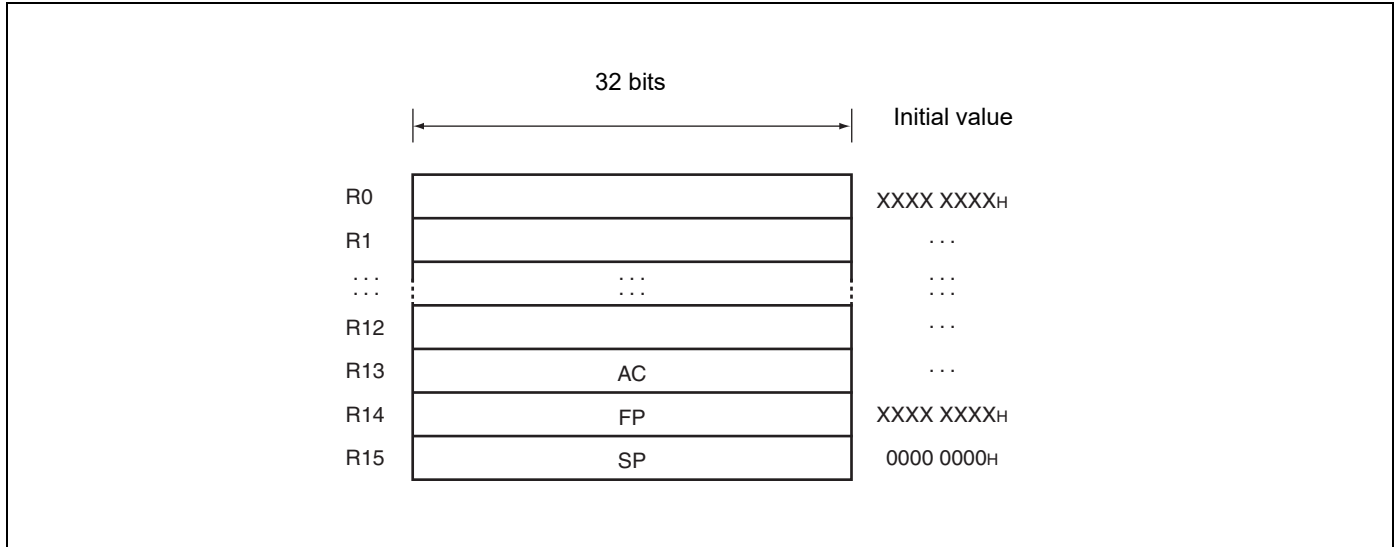 32 bits
Initial value
R0 XXXX XXXXH
R1 ...
... ... ...
... ... ...
R12 ...
R13 AC ...
R14 FP XXXX XXXXH
R15 SP 0000 0000H